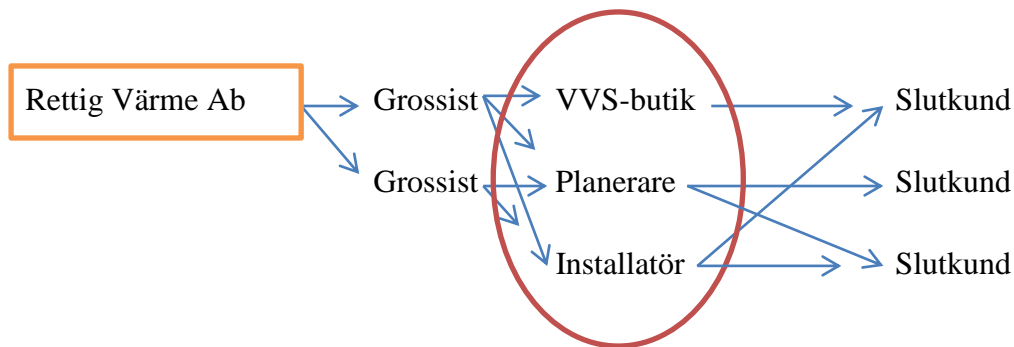 Rettig Värme Ab Grossist VVS-butik Slutkund
Grossist Planerare Slutkund
Installatör Slutkund